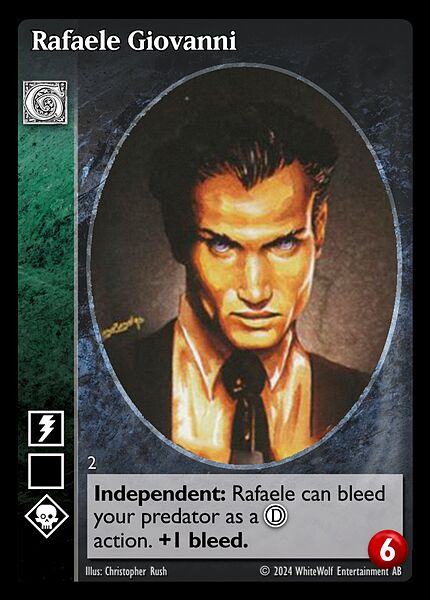 Rafaele Giovanni
G
2
Independent: Rafaele can bleed
your predator as a Ⓓ
action. +1 bleed.
6
Illus: Christopher Rush
© 2024 WhiteWolf Entertainment AB